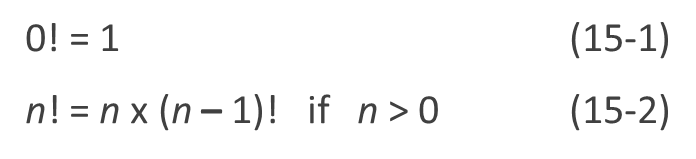 0! = 1 (15-1)
n! = n x (n – 1)! if n > 0 (15-2)